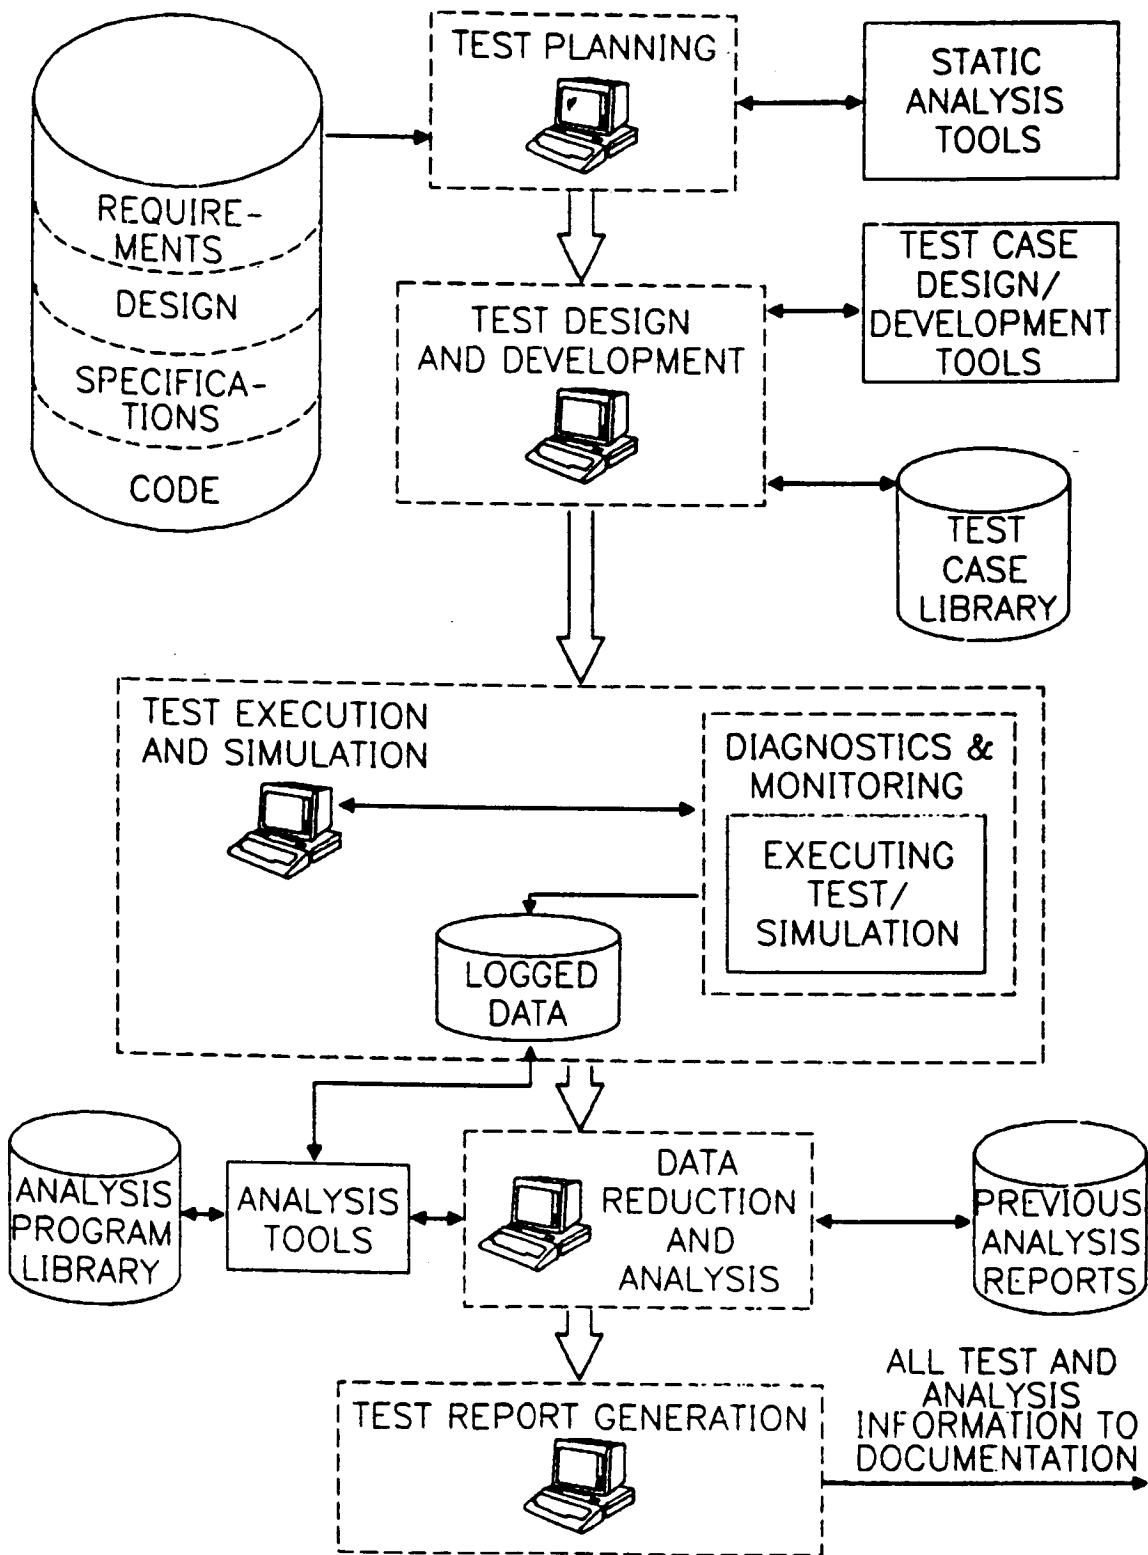 TEST PLANNING
STATIC
ANALYSIS
TOOLS
REQUIRE-
MENTS
DESIGN
SPECIFICA-
TIONS
CODE
TEST DESIGN
AND DEVELOPMENT
TEST CASE
DESIGN/
DEVELOPMENT
TOOLS
TEST
CASE
LIBRARY
TEST EXECUTION
AND SIMULATION
DIAGNOSTICS &
MONITORING
EXECUTING
TEST/
SIMULATION
LOGGED
DATA
ANALYSIS
PROGRAM
LIBRARY
ANALYSIS
TOOLS
DATA
REDUCTION
AND
ANALYSIS
PREVIOUS
ANALYSIS
REPORTS
TEST REPORT GENERATION
ALL TEST AND
ANALYSIS
INFORMATION TO
DOCUMENTATION